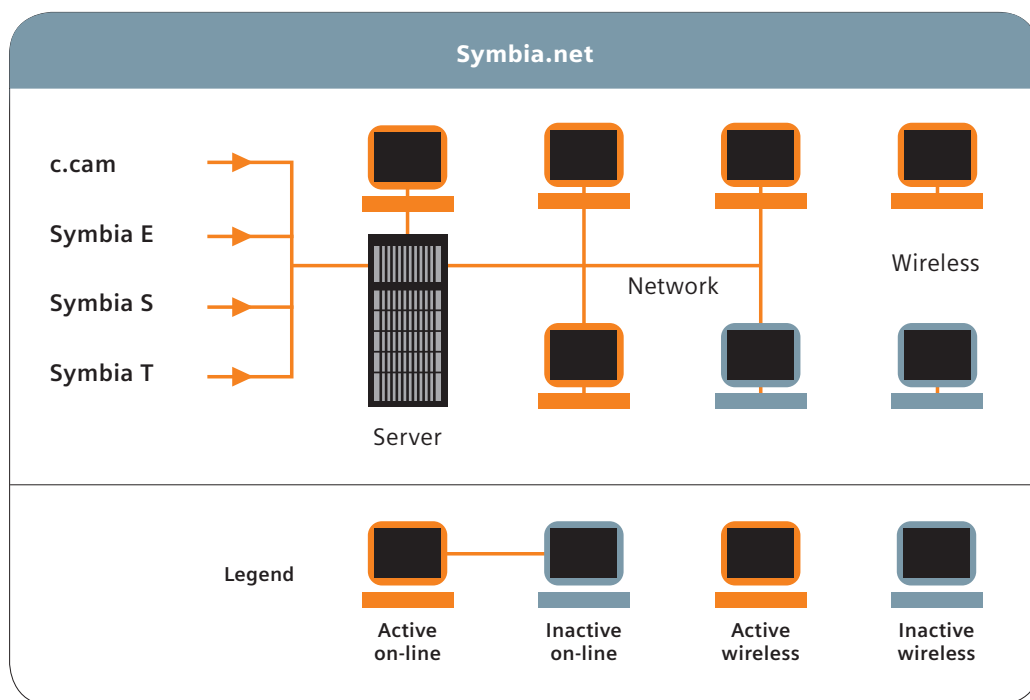 Symbia.net
c.cam
Symbia E
Symbia S
Symbia T
Server
Network
Wireless
Legend
Active
on-line
Inactive
on-line
Active
wireless
Inactive
wireless